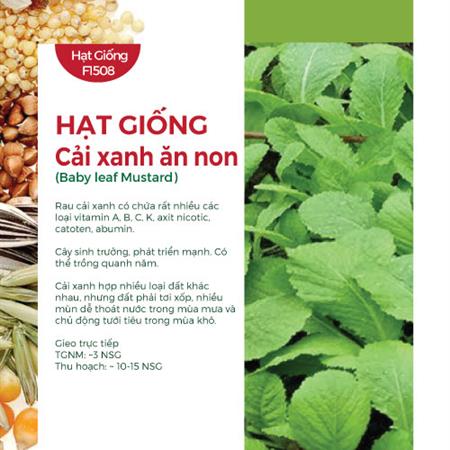 Hạt Giống
F1508
HẠT GIỐNG
Cải xanh ăn non
(Baby leaf Mustard)
Rau cải xanh có chứa rất nhiều các
loại vitamin A, B, C, K, axit nicotic,
catoten, abumin.
Cây sinh trưởng, phát triển mạnh. Có
thể trồng quanh năm.
Cải xanh hợp nhiều loại đất khác
nhau, nhưng đất phải tơi xốp, nhiều
mùn dễ thoát nước trong mùa mưa và
chủ động tưới tiêu trong mùa khô.
Gieo trực tiếp
TGNM: ~3 NSG
Thu hoạch: ~ 10-15 NSG